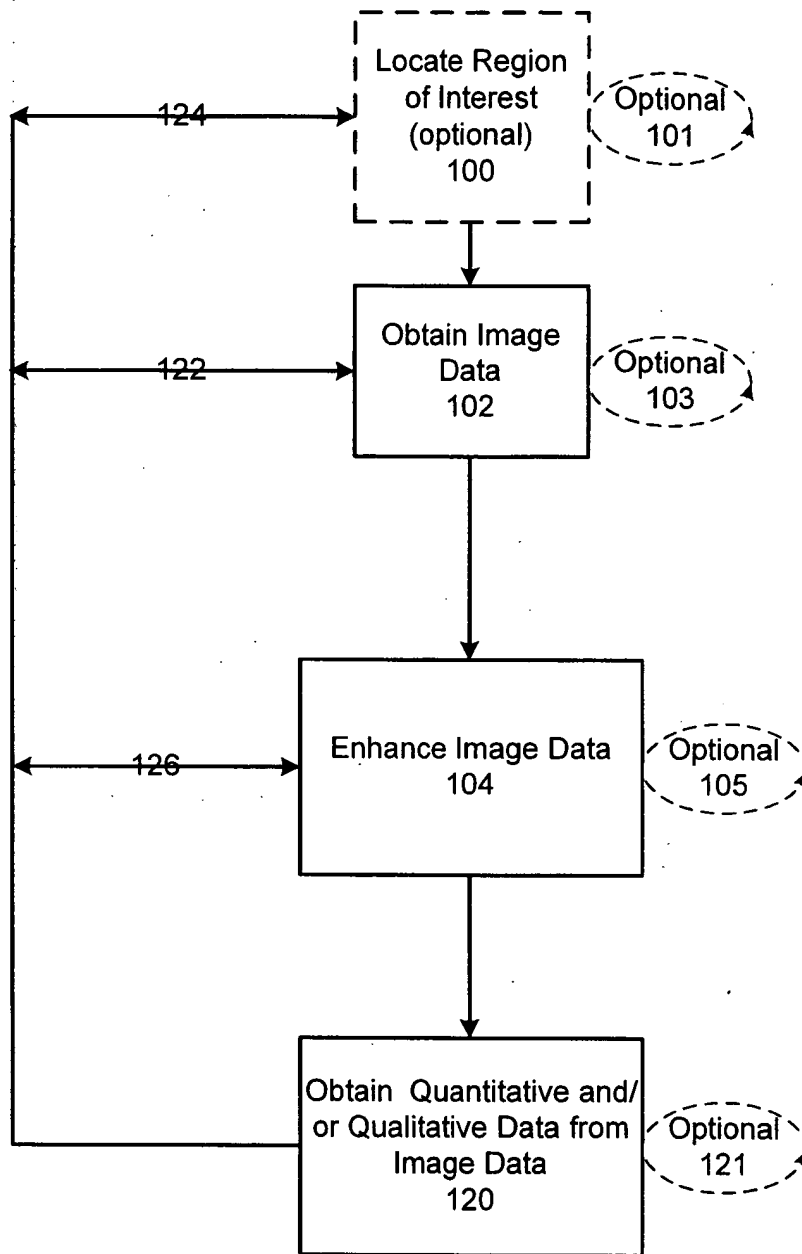 Locate Region
of Interest
(optional)
100
Optional
101
124
Obtain Image
Data
102
Optional
103
122
Enhance Image Data
104
Optional
105
126
Obtain Quantitative and/
or Qualitative Data from
Image Data
120
Optional
121